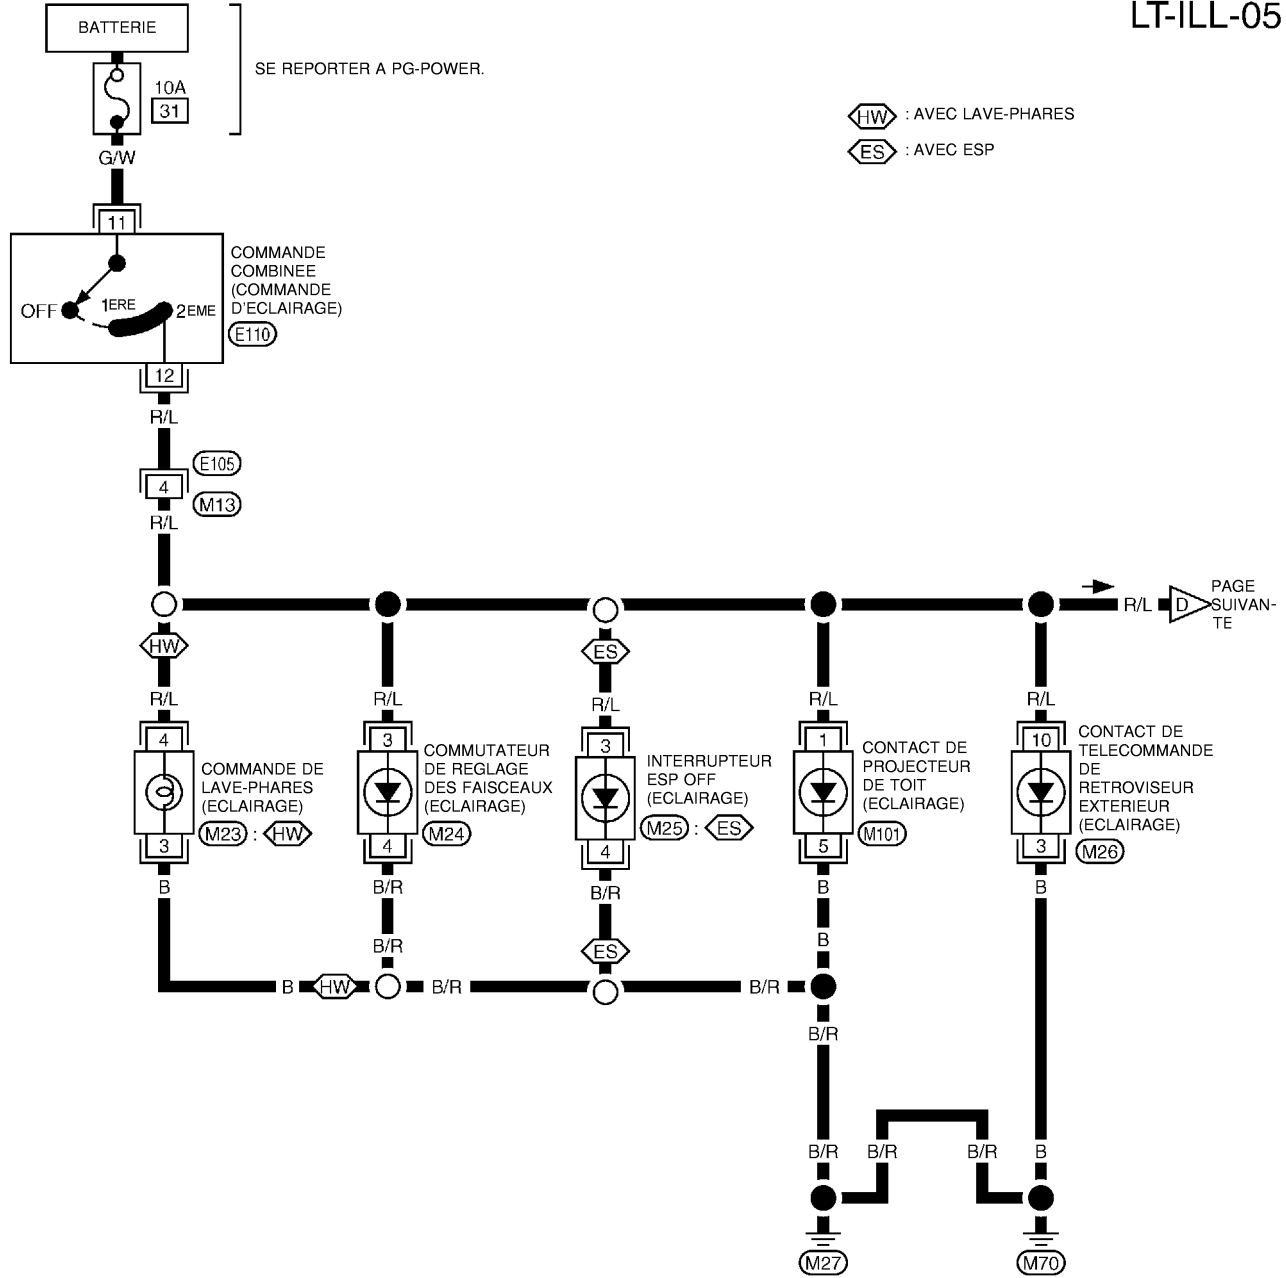 LT-ILL-05
BATTERIE
10A
31
SE REPORTER A PG-POWER.
HW : AVEC LAVE-PHARES
ES : AVEC ESP
G/W
11
COMMANDE
COMBINEE
(COMMANDE
D'ECLAIRAGE)
E110
OFF
1ERE
2EME
12
R/L
E105
4
M13
R/L
R/L
D
PAGE
SUIVAN-
TE
HW
ES
R/L
R/L
R/L
R/L
R/L
4
COMMANDE DE
LAVE-PHARES
(ECLAIRAGE)
M23 : HW
3
3
COMMUTATEUR
DE REGLAGE
DES FAISCEAUX
(ECLAIRAGE)
M24
4
3
INTERRUPTEUR
ESP OFF
(ECLAIRAGE)
M25 : ES
4
1
CONTACT DE
PROJECTEUR
DE TOIT
(ECLAIRAGE)
M101
5
10
CONTACT DE
TELECOMMANDE
DE
RETROVISEUR
EXTERIEUR
(ECLAIRAGE)
M26
3
B
B/R
B/R
B
B
B/R
ES
B
B
HW
B/R
B/R
B/R
B/R
B/R
B/R
B
M27
M70